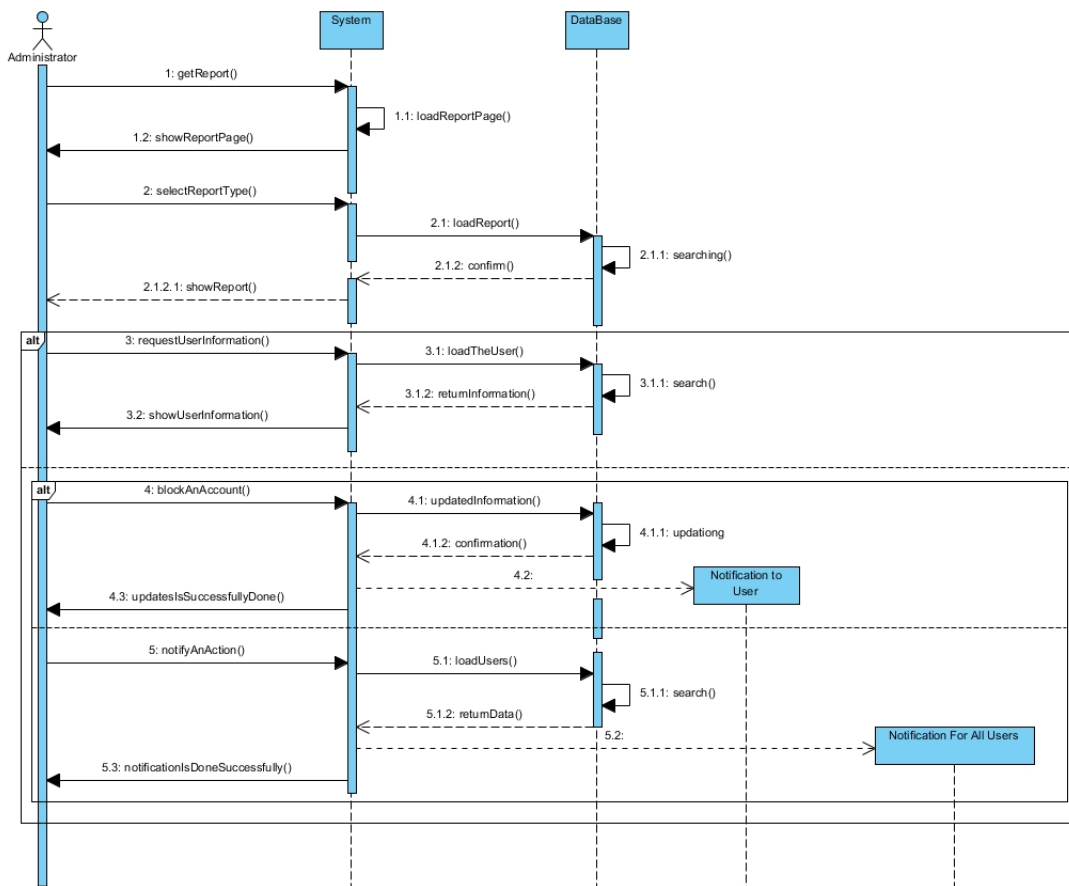 System
DataBase
Administrator
1: getReport()
1.1: loadReportPage()
1.2: showReportPage()
2: selectReportType()
2.1: loadReport()
2.1.1: searching()
2.1.2: confirm()
2.1.2.1: showReport()
alt
3: requestUserInformation()
3.1: loadTheUser()
3.1.1: search()
3.1.2: returnInformation()
3.2: showUserInformation()
alt
4: blockAnAccount()
4.1: updatedInformation()
4.1.1: updationg
4.1.2: confirmation()
4.2:
Notification to
User
4.3: updatesIsSuccessfullyDone()
5: notifyAnAction()
5.1: loadUsers()
5.1.1: search()
5.1.2: returnData()
5.2:
Notification For All Users
5.3: notificationIsDoneSuccessfully()